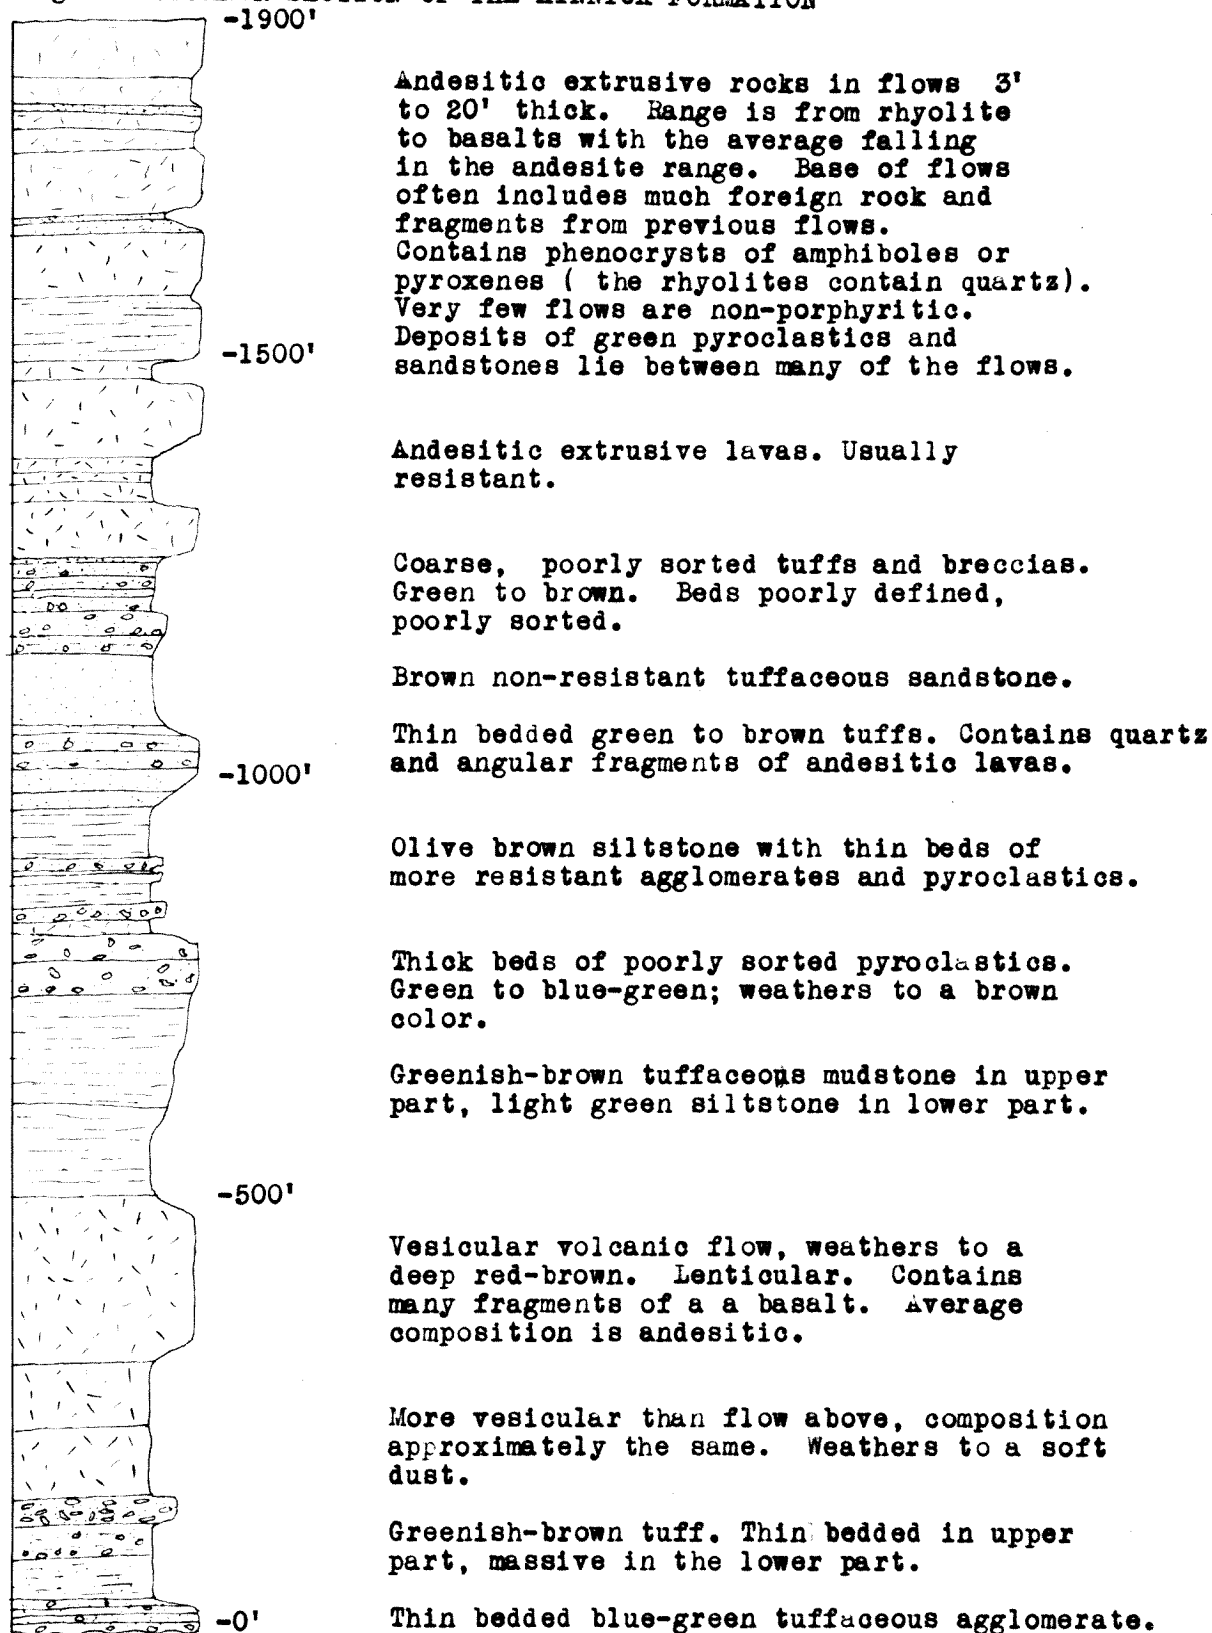 SECTION OF THE FORMATION
-1900'
Andesitic extrusive rocks in flows 3'
to 20' thick. Range is from rhyolite
to basalts with the average falling
in the andesite range. Base of flows
often includes much foreign rock and
fragments from previous flows.
Contains phenocrysts of amphiboles or
pyroxenes ( the rhyolites contain quartz).
Very few flows are non-porphyritic.
Deposits of green pyroclastics and
-1500'
sandstones lie between many of the flows.
Andesitic extrusive lavas. Usually
resistant.
Coarse, poorly sorted tuffs and breccias.
Green to brown. Beds poorly defined,
poorly sorted.
Brown non-resistant tuffaceous sandstone.
Thin bedded green to brown tuffs. Contains quartz
-1000'
and angular fragments of andesitic lavas.
Olive brown siltstone with thin beds of
more resistant agglomerates and pyroclastics.
Thick beds of poorly sorted pyroclastics.
Green to blue-green; weathers to a brown
color.
Greenish-brown tuffaceous mudstone in upper
part, light green siltstone in lower part.
-500'
Vesicular volcanic flow, weathers to a
deep red-brown. Lenticular. Contains
many fragments of a a basalt. Average
composition is andesitic.
More vesicular than flow above, composition
approximately the same. Weathers to a soft
dust.
Greenish-brown tuff. Thin bedded in upper
part, massive in the lower part.
-0'
Thin bedded blue-green tuffaceous agglomerate.